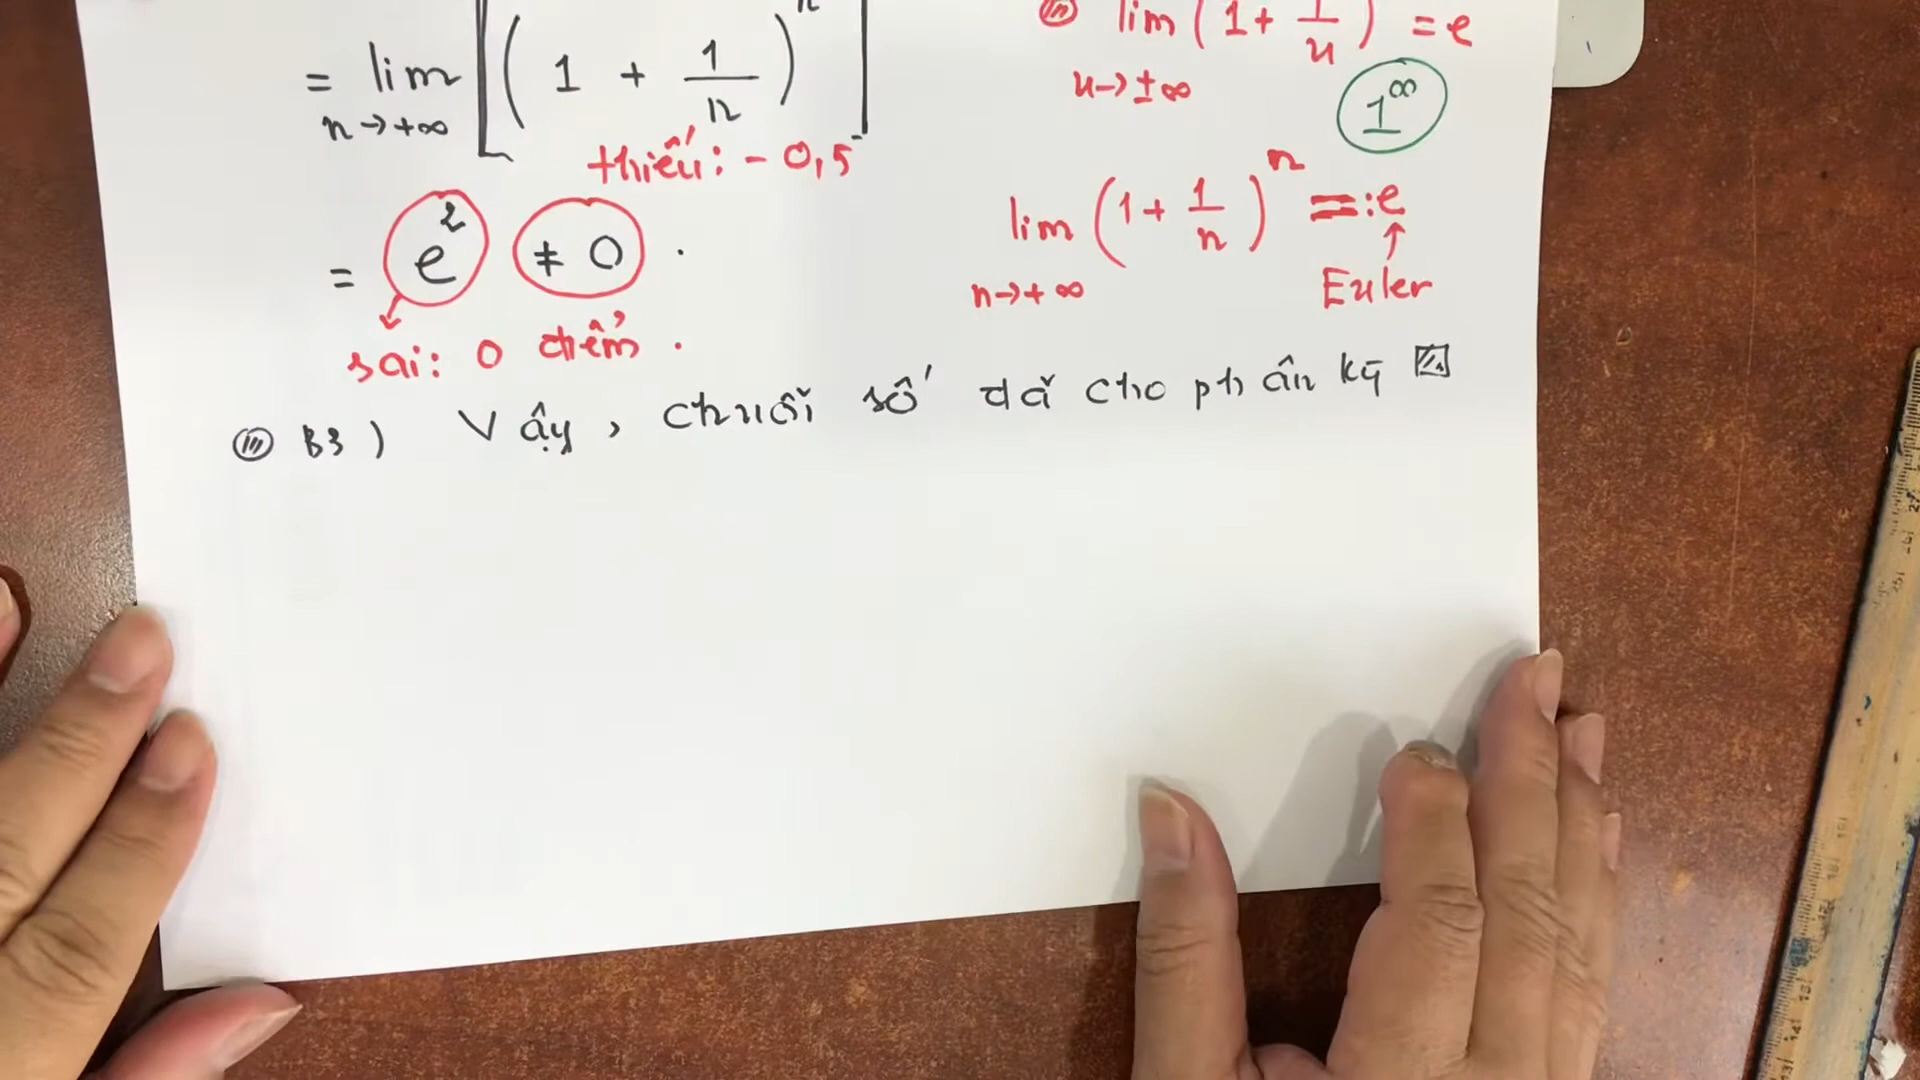 = lim [ ( 1 + 1/n )^n ]
n→+∞
thiếu: - 0,5
= e² ≠ 0 .
sai: 0 điểm .
lim ( 1 + 1/u ) = e
u→±∞
1^∞
lim ( 1 + 1/n )^n =: e
n→+∞
↑
Euler
B3 ) Vậy, chuỗi số đã cho phân kỳ